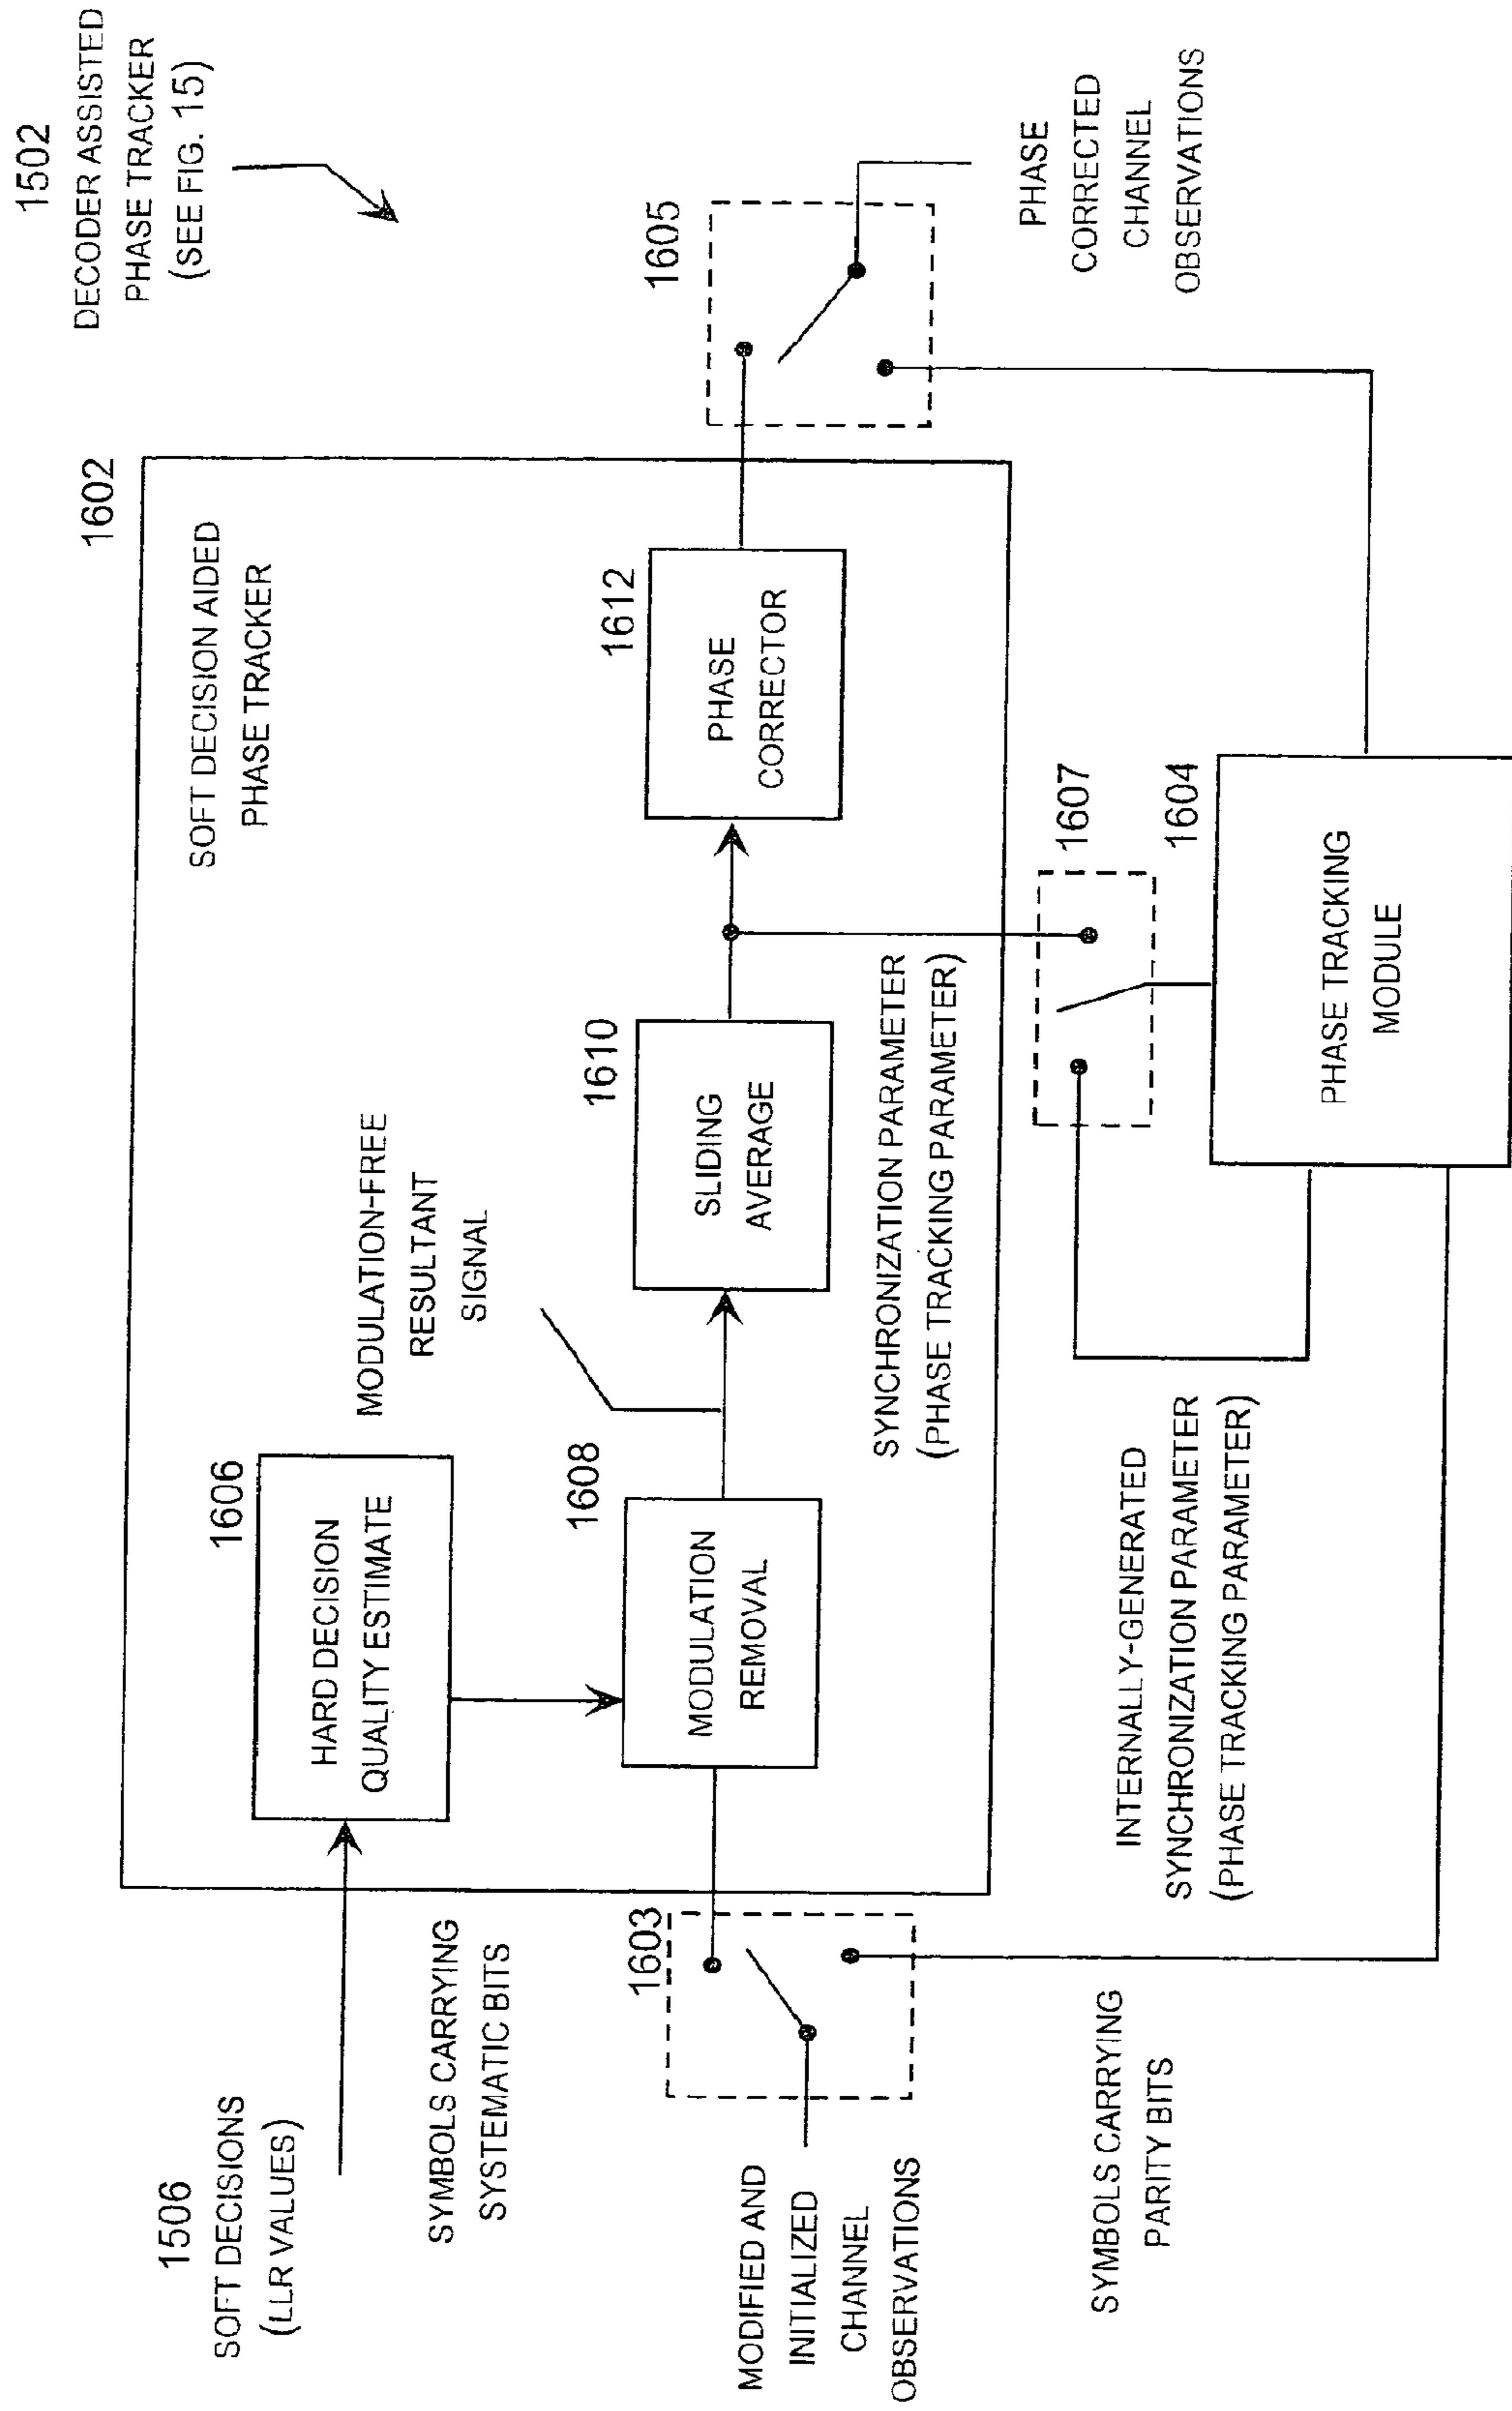 1502
DECODER ASSISTED
PHASE TRACKER
(SEE FIG. 15)
1506
SOFT DECISIONS
(LLR VALUES)
1602
SOFT DECISION AIDED
PHASE TRACKER
1606
HARD DECISION
QUALITY ESTIMATE
MODULATION-FREE
RESULTANT
SIGNAL
SYMBOLS CARRYING
SYSTEMATIC BITS
1603
1608
MODULATION
REMOVAL
1610
SLIDING
AVERAGE
1612
PHASE
CORRECTOR
1605
MODIFIED AND
INITIALIZED
CHANNEL
OBSERVATIONS
SYNCHRONIZATION PARAMETER
(PHASE TRACKING PARAMETER)
PHASE
CORRECTED
CHANNEL
OBSERVATIONS
1607
1604
SYMBOLS CARRYING
PARITY BITS
INTERNALLY-GENERATED
SYNCHRONIZATION PARAMETER
(PHASE TRACKING PARAMETER)
PHASE TRACKING
MODULE